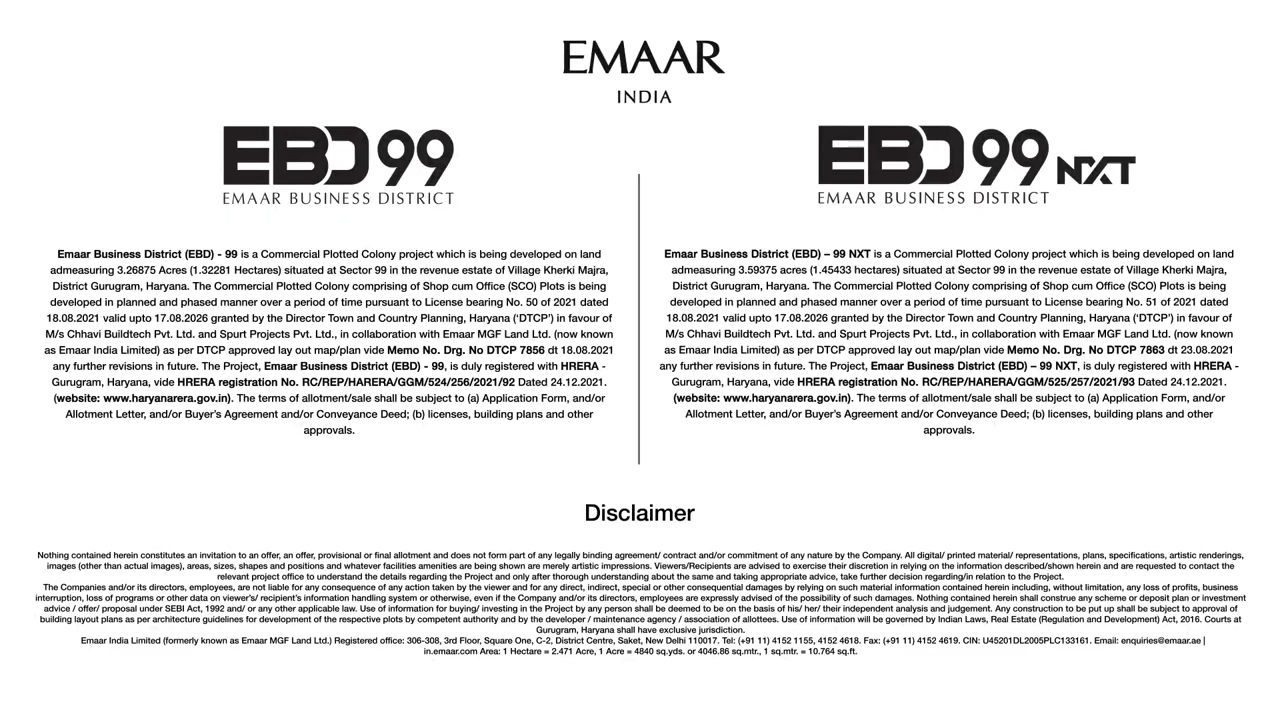 EMAAR
INDIA
EBD 99
EMAAR BUSINESS DISTRICT
Emaar Business District (EBD) - 99 is a Commercial Plotted Colony project which is being developed on land
admeasuring 3.26875 Acres (1.32281 Hectares) situated at Sector 99 in the revenue estate of Village Kherki Majra,
District Gurugram, Haryana. The Commercial Plotted Colony comprising of Shop cum Office (SCO) Plots is being
developed in planned and phased manner over a period of time pursuant to License bearing No. 50 of 2021 dated
18.08.2021 valid upto 17.08.2026 granted by the Director Town and Country Planning, Haryana (‘DTCP’) in favour of
M/s Chhavi Buildtech Pvt. Ltd. and Spurt Projects Pvt. Ltd., in collaboration with Emaar MGF Land Ltd. (now known
as Emaar India Limited) as per DTCP approved lay out map/plan vide Memo No. Drg. No DTCP 7856 dt 18.08.2021
any further revisions in future. The Project, Emaar Business District (EBD) - 99, is duly registered with HRERA -
Gurugram, Haryana, vide HRERA registration No. RC/REP/HARERA/GGM/524/256/2021/92 Dated 24.12.2021.
(website: www.haryanarera.gov.in). The terms of allotment/sale shall be subject to (a) Application Form, and/or
Allotment Letter, and/or Buyer’s Agreement and/or Conveyance Deed; (b) licenses, building plans and other
approvals.
EBD 99 NXT
EMAAR BUSINESS DISTRICT
Emaar Business District (EBD) – 99 NXT is a Commercial Plotted Colony project which is being developed on land
admeasuring 3.59375 acres (1.45433 hectares) situated at Sector 99 in the revenue estate of Village Kherki Majra,
District Gurugram, Haryana. The Commercial Plotted Colony comprising of Shop cum Office (SCO) Plots is being
developed in planned and phased manner over a period of time pursuant to License bearing No. 51 of 2021 dated
18.08.2021 valid upto 17.08.2026 granted by the Director Town and Country Planning, Haryana (‘DTCP’) in favour of
M/s Chhavi Buildtech Pvt. Ltd. and Spurt Projects Pvt. Ltd., in collaboration with Emaar MGF Land Ltd. (now known
as Emaar India Limited) as per DTCP approved lay out map/plan vide Memo No. Drg. No DTCP 7863 dt 23.08.2021
any further revisions in future. The Project, Emaar Business District (EBD) – 99 NXT, is duly registered with HRERA -
Gurugram, Haryana, vide HRERA registration No. RC/REP/HARERA/GGM/525/257/2021/93 Dated 24.12.2021.
(website: www.haryanarera.gov.in). The terms of allotment/sale shall be subject to (a) Application Form, and/or
Allotment Letter, and/or Buyer’s Agreement and/or Conveyance Deed; (b) licenses, building plans and other
approvals.
Disclaimer
Nothing contained herein constitutes an invitation to an offer, an offer, provisional or final allotment and does not form part of any legally binding agreement/ contract and/or commitment of any nature by the Company. All digital/ printed material/ representations, plans, specifications, artistic renderings,
images (other than actual images), areas, sizes, shapes and positions and whatever facilities amenities are being shown are merely artistic impressions. Viewers/Recipients are advised to exercise their discretion in relying on the information described/shown herein and are requested to contact the
relevant project office to understand the details regarding the Project and only after thorough understanding about the same and taking appropriate advice, take further decision regarding/in relation to the Project.
The Companies and/or its directors, employees, are not liable for any consequence of any action taken by the viewer and for any direct, indirect, special or other consequential damages by relying on such material information contained herein including, without limitation, any loss of profits, business
interruption, loss of programs or other data on viewer’s/ recipient’s information handling system or otherwise, even if the Company and/or its directors, employees are expressly advised of the possibility of such damages. Nothing contained herein shall construe any scheme or deposit plan or investment
advice / offer/ proposal under SEBI Act, 1992 and/ or any other applicable law. Use of information for buying/ investing in the Project by any person shall be deemed to be on the basis of his/ her/ their independent analysis and judgement. Any construction to be put up shall be subject to approval of
building layout plans as per architecture guidelines for development of the respective plots by competent authority and by the developer / maintenance agency / association of allottees. Use of information will be governed by Indian Laws, Real Estate (Regulation and Development) Act, 2016. Courts at
Gurugram, Haryana shall have exclusive jurisdiction.
Emaar India Limited (formerly known as Emaar MGF Land Ltd.) Registered office: 306-308, 3rd Floor, Square One, C-2, District Centre, Saket, New Delhi 110017. Tel: (+91 11) 4152 1155, 4152 4618. Fax: (+91 11) 4152 4619. CIN: U45201DL2005PLC133161. Email: enquiries@emaar.ae |
in.emaar.com Area: 1 Hectare = 2.471 Acre, 1 Acre = 4840 sq.yds. or 4046.86 sq.mtr., 1 sq.mtr. = 10.764 sq.ft.